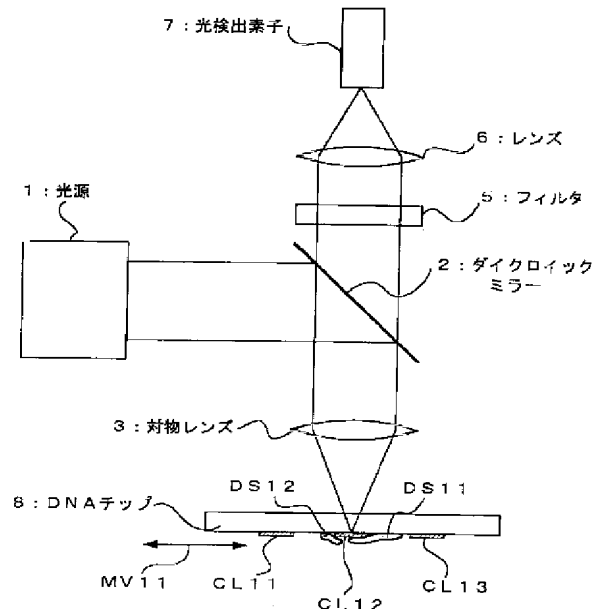 7：光検出素子
6：レンズ
1：光源
5：フィルタ
2：ダイクロイック
ミラー
3：対物レンズ
DS12
DS11
8：DNAチップ
MV11
CL11
CL12
CL13